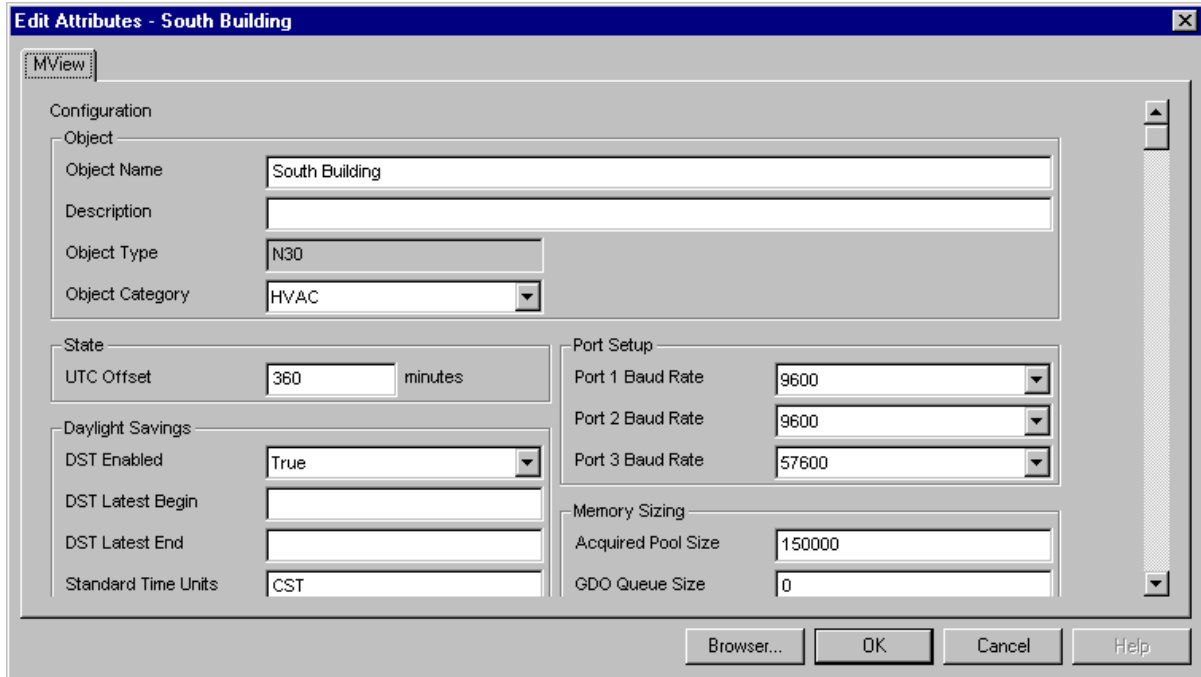 Edit Attributes - South Building
MView
Configuration
Object
Object Name South Building
Description
Object Type N30
Object Category HVAC
State
UTC Offset 360 minutes
Daylight Savings
DST Enabled True
DST Latest Begin
DST Latest End
Standard Time Units CST
Port Setup
Port 1 Baud Rate 9600
Port 2 Baud Rate 9600
Port 3 Baud Rate 57600
Memory Sizing
Acquired Pool Size 150000
GDO Queue Size 0
Browser... OK Cancel Help